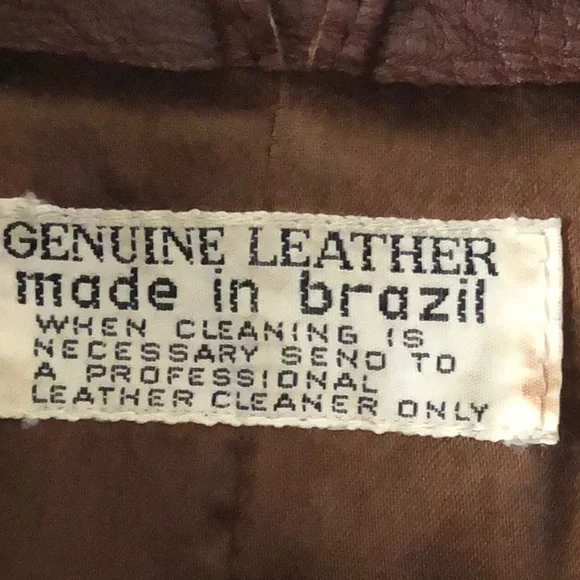 GENUINE LEATHER
made in brazil
WHEN CLEANING IS
NECESSARY SEND TO
A PROFESSIONAL
LEATHER CLEANER ONLY